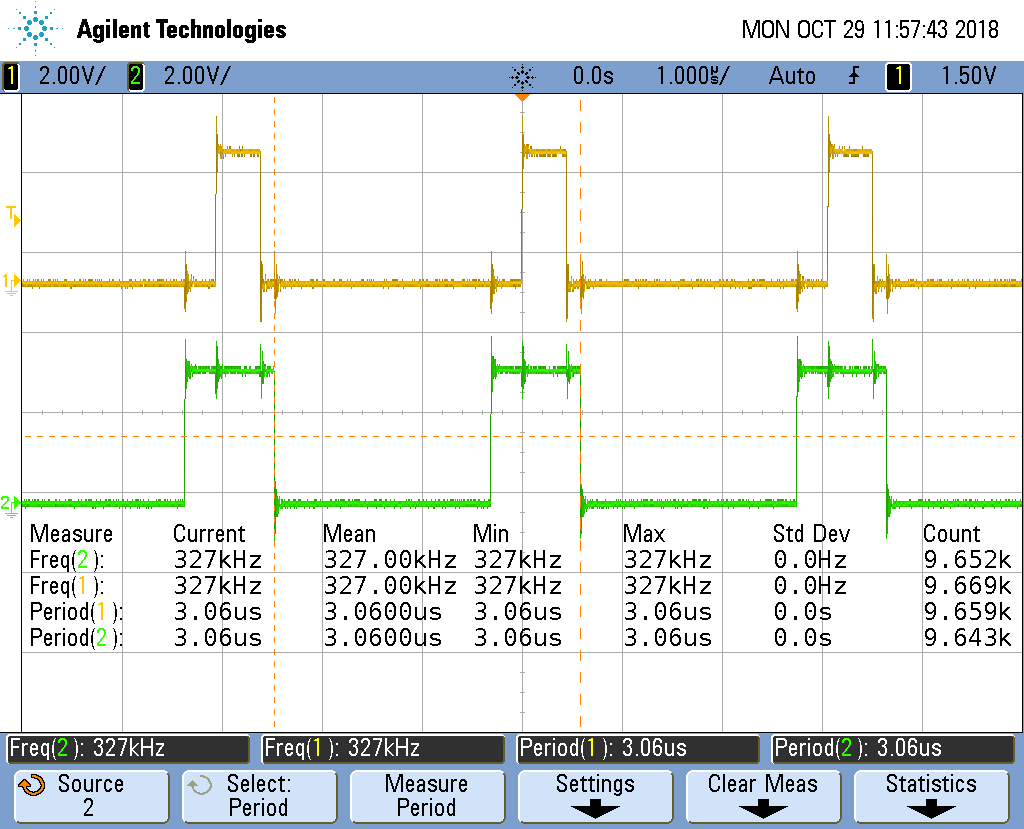 Agilent Technologies MON OCT 29 11:57:43 2018
1 2.00V/ 2 2.00V/ 0.0s 1.000us/ Auto 1 1.50V
T
1
2
Measure Current Mean Min Max Std Dev Count
Freq(2): 327kHz 327.00kHz 327kHz 327kHz 0.0Hz 9.652k
Freq(1): 327kHz 327.00kHz 327kHz 327kHz 0.0Hz 9.669k
Period(1): 3.06us 3.0600us 3.06us 3.06us 0.0s 9.659k
Period(2): 3.06us 3.0600us 3.06us 3.06us 0.0s 9.643k
Freq(2): 327kHz Freq(1): 327kHz Period(1): 3.06us Period(2): 3.06us
Source Select: Measure Settings Clear Meas Statistics
2 Period Period